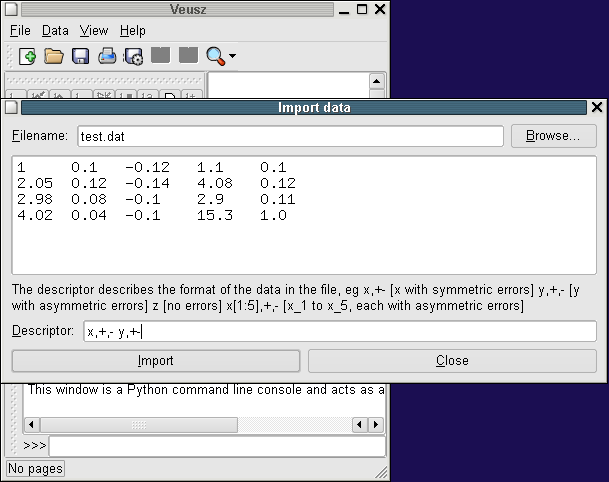 Veusz
File Data View Help
Import data
Filename: test.dat Browse...
1 0.1 -0.12 1.1 0.1
2.05 0.12 -0.14 4.08 0.12
2.98 0.08 -0.1 2.9 0.11
4.02 0.04 -0.1 15.3 1.0
The descriptor describes the format of the data in the file, eg x,+- [x with symmetric errors] y,+,- [y
with asymmetric errors] z [no errors] x[1:5],+,- [x_1 to x_5, each with asymmetric errors]
Descriptor: x,+,- y,+-
Import Close
This window is a Python command line console and acts as a
>>>
No pages